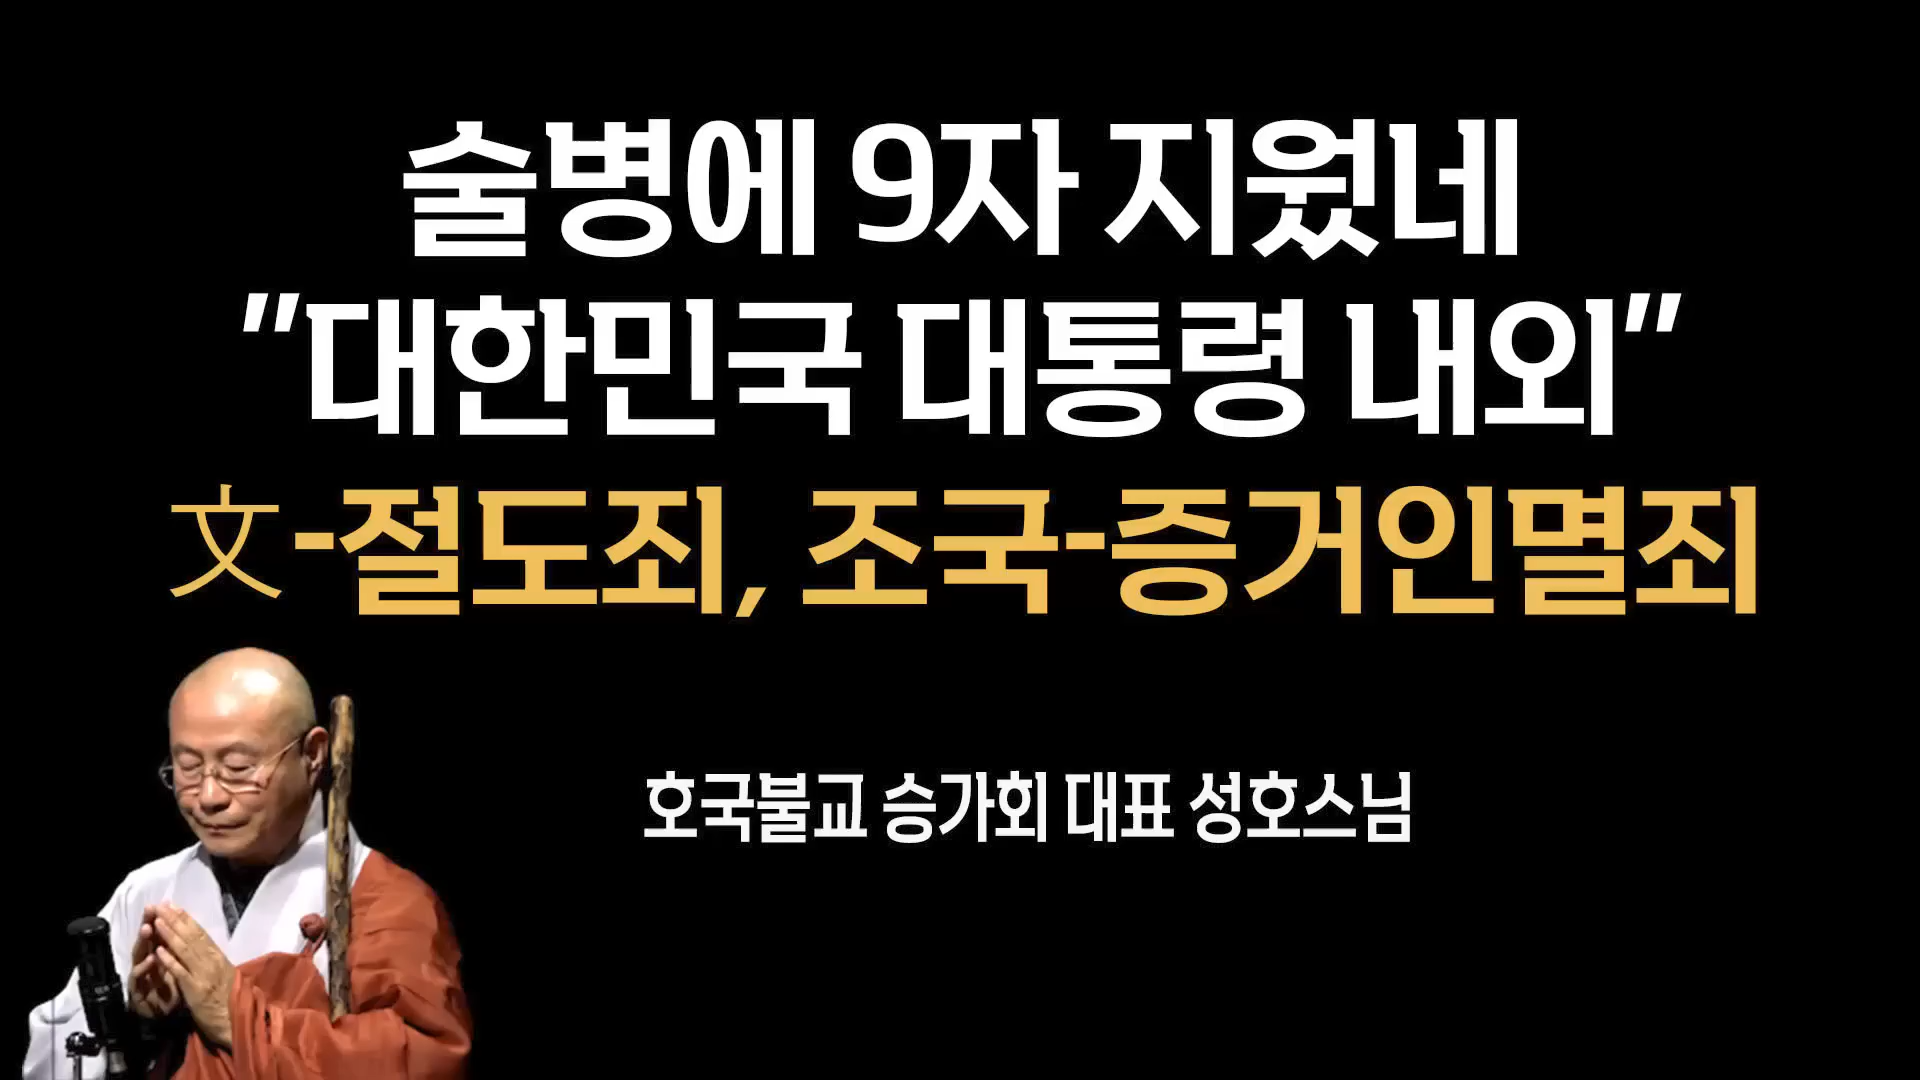 술병에 9자 지웠네
"대한민국 대통령 내외"
文-절도죄, 조국-증거인멸죄
호국불교 승가회 대표 성호스님